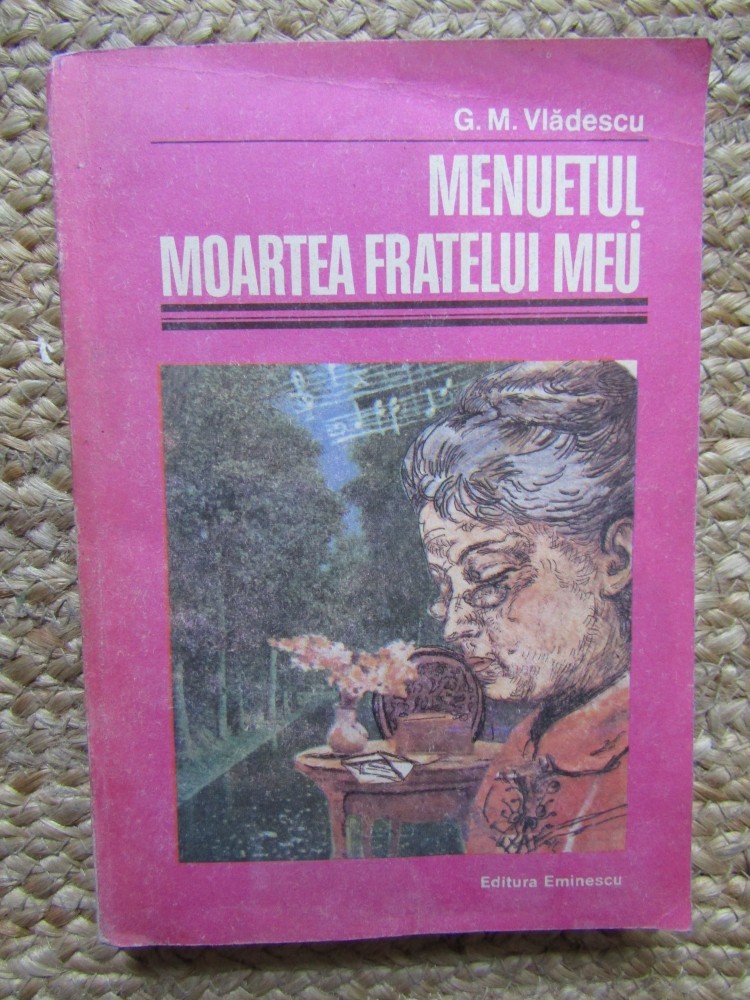 G. M. Vlădescu
MENUETUL
MOARTEA FRATELUI MEU
Editura Eminescu